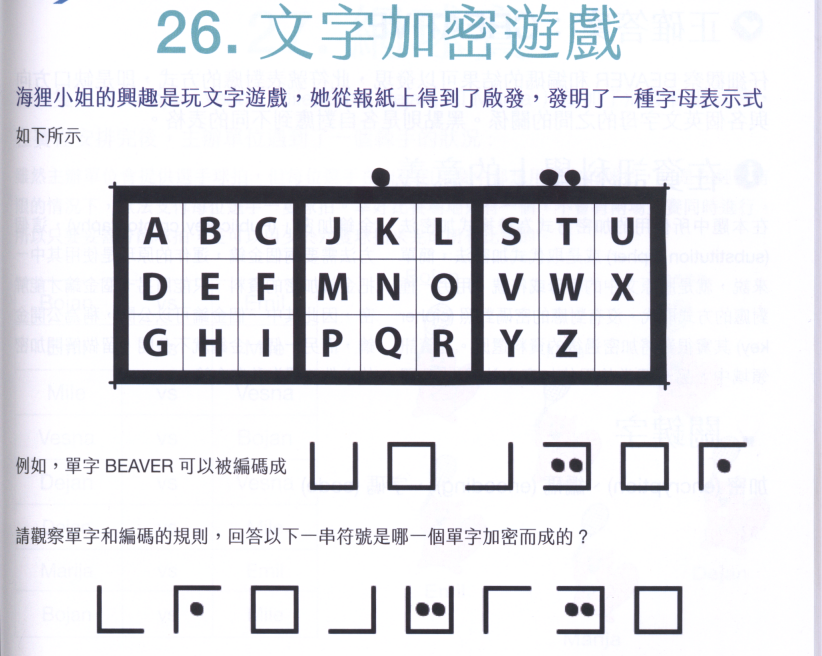 26. 文字加密遊戲
海狸小姐的興趣是玩文字遊戲,她從報紙上得到了啟發,發明了一種字母表示式
如下所示
A B C J K L S T U
D E F M N O V W X
G H I P Q R Y Z
例如,單字 BEAVER 可以被編碼成
請觀察單字和編碼的規則,回答以下一串符號是哪一個單字加密而成的?